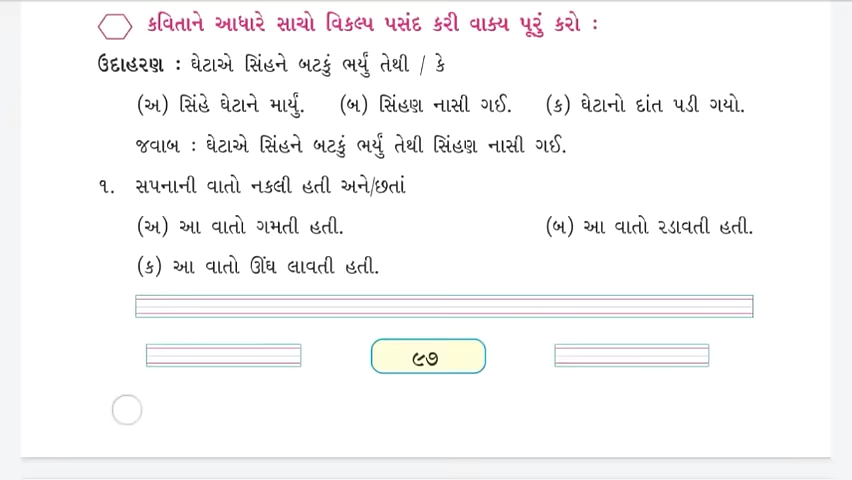 કવિતાને આધારે સાચો વિકલ્પ પસંદ કરી વાક્ય પૂરું કરો :
ઉદાહરણ : ઘેટાએ સિંહને બટકું ભર્યું તેથી / કે
(અ) સિંહે ઘેટાને માર્યું. (બ) સિંહણ નાસી ગઈ. (ક) ઘેટાનો દાંત પડી ગયો.
જવાબ : ઘેટાએ સિંહને બટકું ભર્યું તેથી સિંહણ નાસી ગઈ.
૧. સપનાની વાતો નકલી હતી અને/છતાં
(અ) આ વાતો ગમતી હતી. (બ) આ વાતો રડાવતી હતી.
(ક) આ વાતો ઊંઘ લાવતી હતી.
૯૭